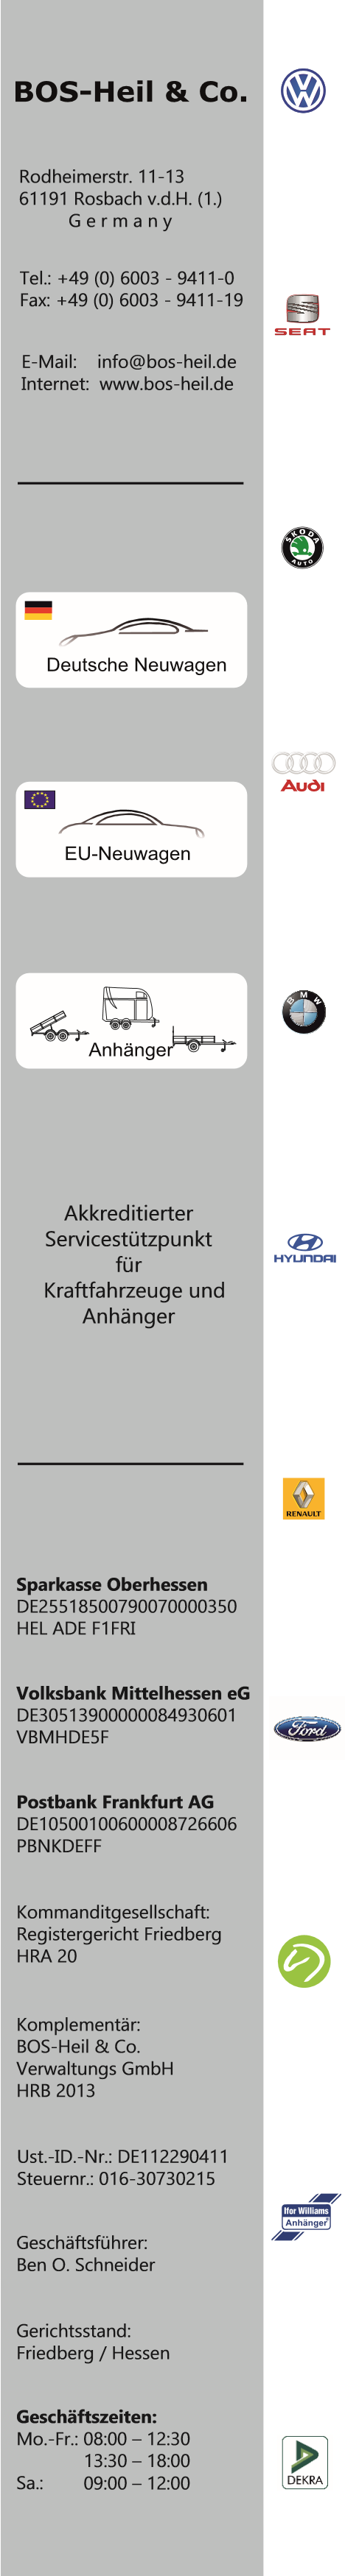 BOS-Heil & Co.
Rodheimerstr. 11-13
61191 Rosbach v.d.H. (1.)
G e r m a n y
Tel.: +49 (0) 6003 - 9411-0
Fax: +49 (0) 6003 - 9411-19
E-Mail: info@bos-heil.de
Internet: www.bos-heil.de
Deutsche Neuwagen
EU-Neuwagen
Anhänger
Akkreditierter
Servicestützpunkt
für
Kraftfahrzeuge und
Anhänger
Sparkasse Oberhessen
DE25518500790070000350
HEL ADE F1FRI
Volksbank Mittelhessen eG
DE30513900000084930601
VBMHDE5F
Postbank Frankfurt AG
DE10500100600008726606
PBNKDEFF
Kommanditgesellschaft:
Registergericht Friedberg
HRA 20
Komplementär:
BOS-Heil & Co.
Verwaltungs GmbH
HRB 2013
Ust.-ID.-Nr.: DE112290411
Steuernr.: 016-30730215
Geschäftsführer:
Ben O. Schneider
Gerichtsstand:
Friedberg / Hessen
Geschäftszeiten:
Mo.-Fr.: 08:00 – 12:30
13:30 – 18:00
Sa.: 09:00 – 12:00
VW
SEAT
ŠKODA
AUTO
Audi
BMW
HYUNDAI
RENAULT
Ford
Ifor Williams
Anhänger
DEKRA